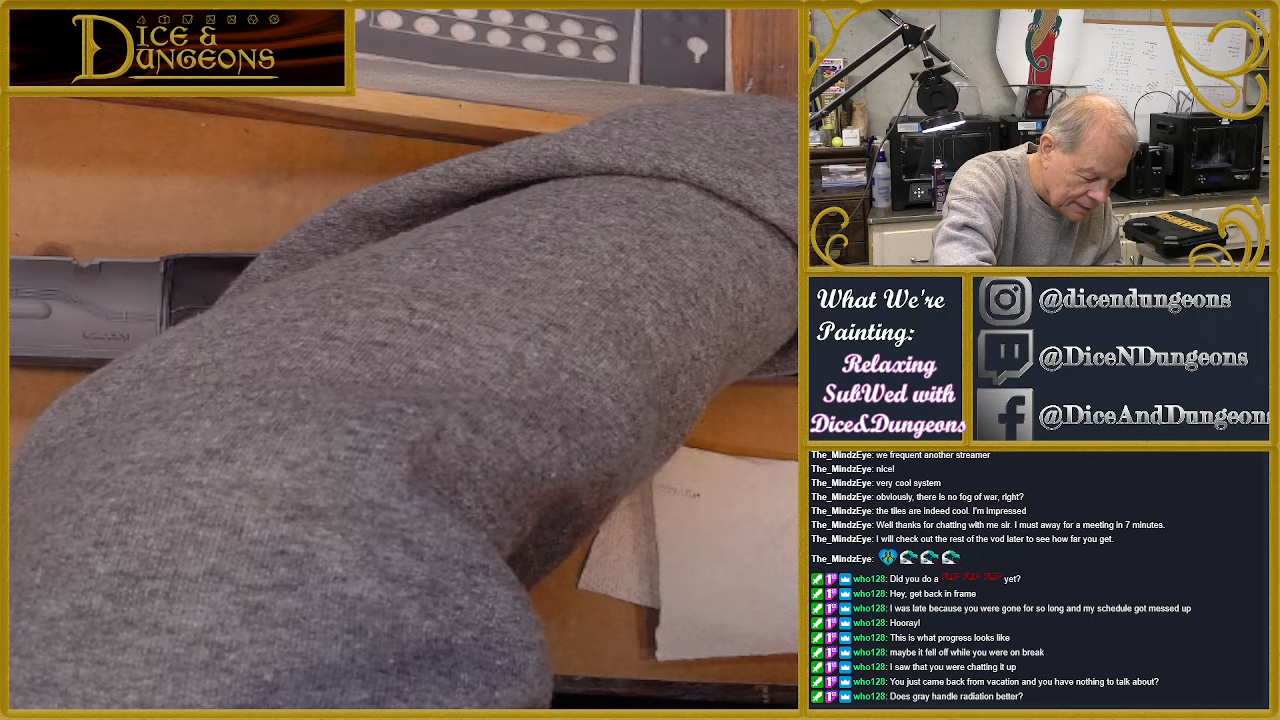 DICE &
DUNGEONS
What We're
Painting:
Relaxing
SubWed with
Dice&Dungeons
@dicendungeons
@DiceNDungeons
@DiceAndDungeons
The_MindzEye: we frequent another streamer
The_MindzEye: nice!
The_MindzEye: very cool system
The_MindzEye: obviously, there is no fog of war, right?
The_MindzEye: the tiles are indeed cool. I'm Impressed
The_MindzEye: Well thanks for chatting with me sir. I must away for a meeting in 7 minutes.
The_MindzEye: I will check out the rest of the vod later to see how far you get.
The_MindzEye:
who128: Did you do a FLIP FLIP FLIP yet?
who128: Hey, get back in frame
who128: I was late because you were gone for so long and my schedule got messed up
who128: Hooray!
who128: This is what progress looks like
who128: maybe it fell off while you were on break
who128: I saw that you were chatting it up
who128: You just came back from vacation and you have nothing to talk about?
who128: Does gray handle radiation better?